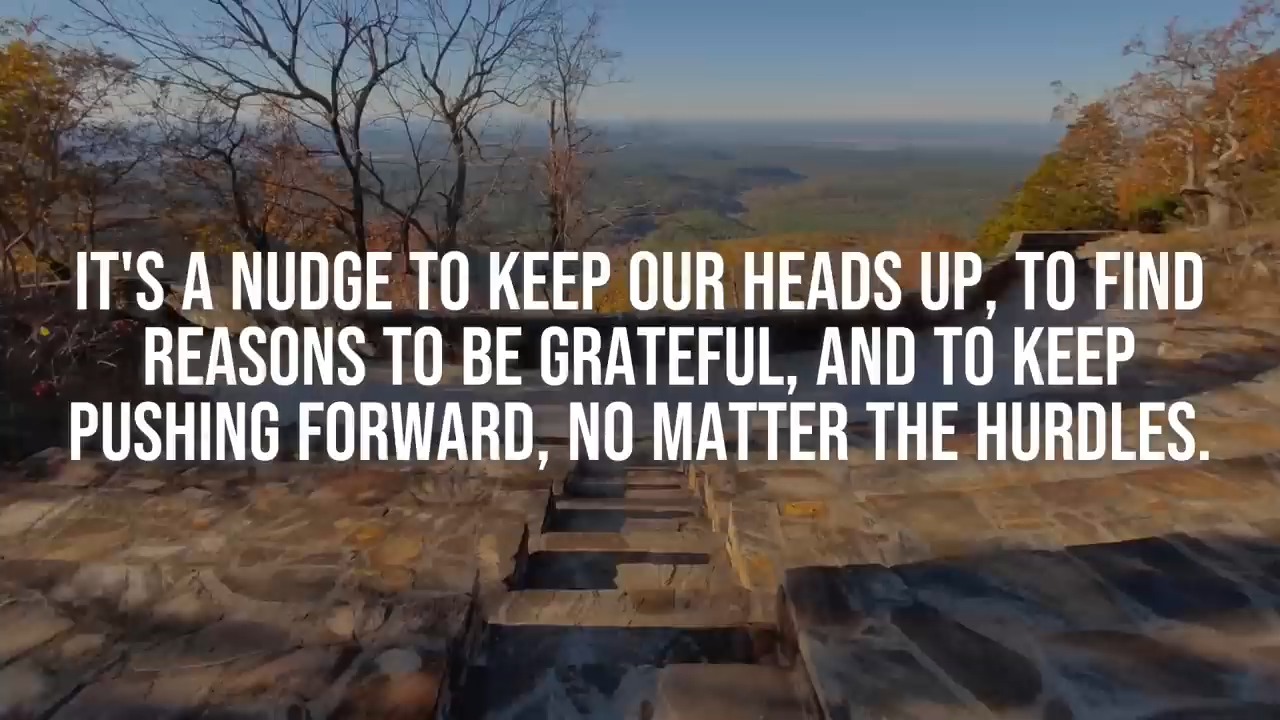 IT'S A NUDGE TO KEEP OUR HEADS UP, TO FIND
REASONS TO BE GRATEFUL, AND TO KEEP
PUSHING FORWARD, NO MATTER THE HURDLES.